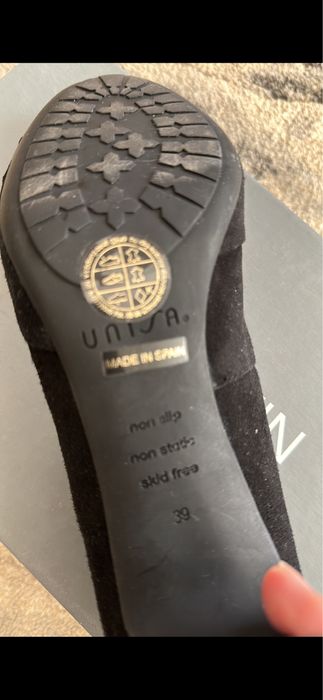 UNISA®
MADE IN SPAIN
non slip
non static
skid free
39